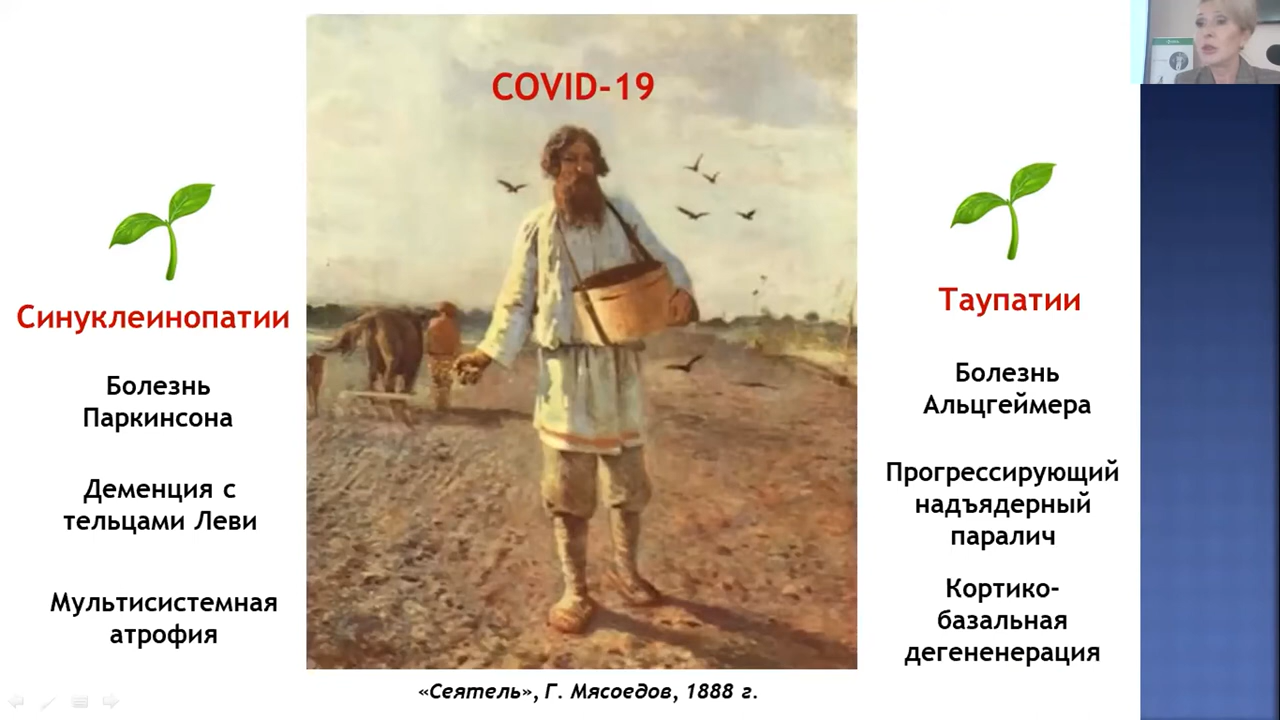 COVID-19
Синуклеинопатии
Болезнь
Паркинсона
Деменция с
тельцами Леви
Мультисистемная
атрофия
Таупатии
Болезнь
Альцгеймера
Прогрессирующий
надъядерный
паралич
Кортико-
базальная
дегененерация
«Сеятель», Г. Мясоедов, 1888 г.